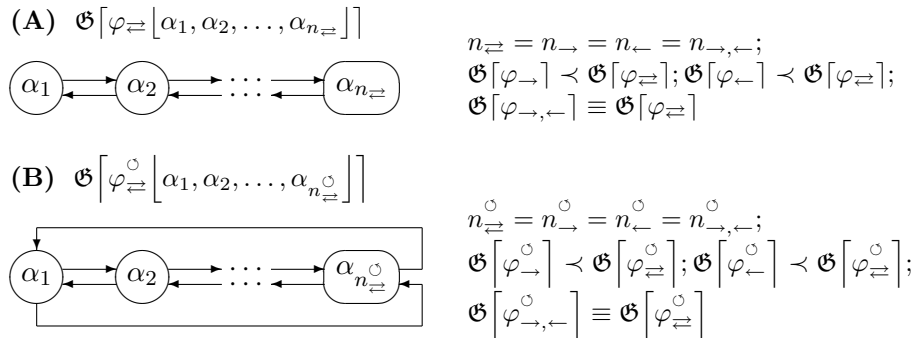 (A) 𝕲⌈φ⇄⌊α₁, α₂, …, αₙ⇄⌋⌉
n⇄ = n→ = n← = n→,←;
𝕲⌈φ→⌉ ≺ 𝕲⌈φ⇄⌉; 𝕲⌈φ←⌉ ≺ 𝕲⌈φ⇄⌉;
𝕲⌈φ→,←⌉ ≡ 𝕲⌈φ⇄⌉
α₁ α₂ ⋯ αₙ⇄
(B) 𝕲⌈φ⇄^↺⌊α₁, α₂, …, αₙ⇄^↺⌋⌉
n⇄^↺ = n→^↺ = n←^↺ = n→,←^↺;
𝕲⌈φ→^↺⌉ ≺ 𝕲⌈φ⇄^↺⌉; 𝕲⌈φ←^↺⌉ ≺ 𝕲⌈φ⇄^↺⌉;
𝕲⌈φ→,←^↺⌉ ≡ 𝕲⌈φ⇄^↺⌉
α₁ α₂ ⋯ αₙ⇄^↺